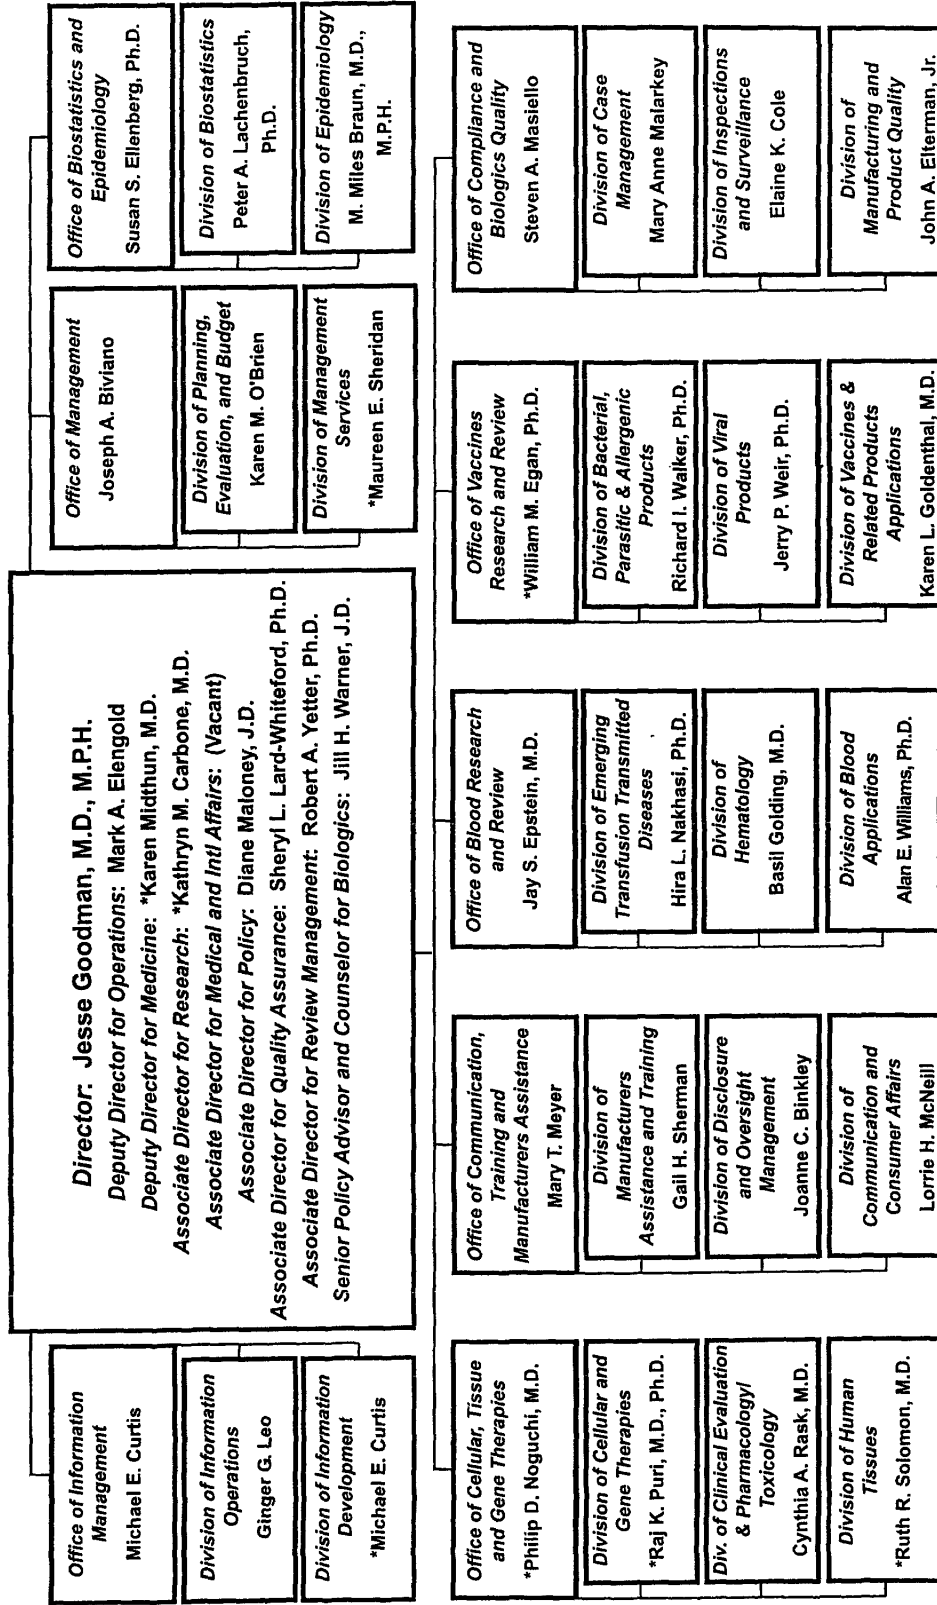 Director: Jesse Goodman, M.D., M.P.H.
Deputy Director for Operations: Mark A. Elengold
Deputy Director for Medicine: *Karen Midthun, M.D.
Associate Director for Research: *Kathryn M. Carbone, M.D.
Associate Director for Medical and Intl Affairs: (Vacant)
Associate Director for Policy: Diane Maloney, J.D.
Associate Director for Quality Assurance: Sheryl L. Lard-Whiteford, Ph.D.
Associate Director for Review Management: Robert A. Yetter, Ph.D.
Senior Policy Advisor and Counselor for Biologics: Jill H. Warner, J.D.
Office of Information
Management
Michael E. Curtis
Division of Information
Operations
Ginger G. Leo
Division of Information
Development
*Michael E. Curtis
Office of Management
Joseph A. Biviano
Division of Planning,
Evaluation, and Budget
Karen M. O'Brien
Division of Management
Services
*Maureen E. Sheridan
Office of Biostatistics and
Epidemiology
Susan S. Ellenberg, Ph.D.
Division of Biostatistics
Peter A. Lachenbruch,
Ph.D.
Division of Epidemiology
M. Miles Braun, M.D.,
M.P.H.
Office of Cellular, Tissue
and Gene Therapies
*Philip D. Noguchi, M.D.
Division of Cellular and
Gene Therapies
*Raj K. Puri, M.D., Ph.D.
Div. of Clinical Evaluation
& Pharmacology/
Toxicology
Cynthia A. Rask, M.D.
Division of Human
Tissues
*Ruth R. Solomon, M.D.
Office of Communication,
Training and
Manufacturers Assistance
Mary T. Meyer
Division of
Manufacturers
Assistance and Training
Gail H. Sherman
Division of Disclosure
and Oversight
Management
Joanne C. Binkley
Division of
Communication and
Consumer Affairs
Lorrie H. McNeill
Office of Blood Research
and Review
Jay S. Epstein, M.D.
Division of Emerging
Transfusion Transmitted
Diseases
Hira L. Nakhasi, Ph.D.
Division of
Hematology
Basil Golding, M.D.
Division of Blood
Applications
Alan E. Williams, Ph.D.
Office of Vaccines
Research and Review
*William M. Egan, Ph.D.
Division of Bacterial,
Parasitic & Allergenic
Products
Richard I. Walker, Ph.D.
Division of Viral
Products
Jerry P. Weir, Ph.D.
Division of Vaccines &
Related Products
Applications
Karen L. Goldenthal, M.D.
Office of Compliance and
Biologics Quality
Steven A. Masiello
Division of Case
Management
Mary Anne Malarkey
Division of Inspections
and Surveillance
Elaine K. Cole
Division of
Manufacturing and
Product Quality
John A. Elterman, Jr.